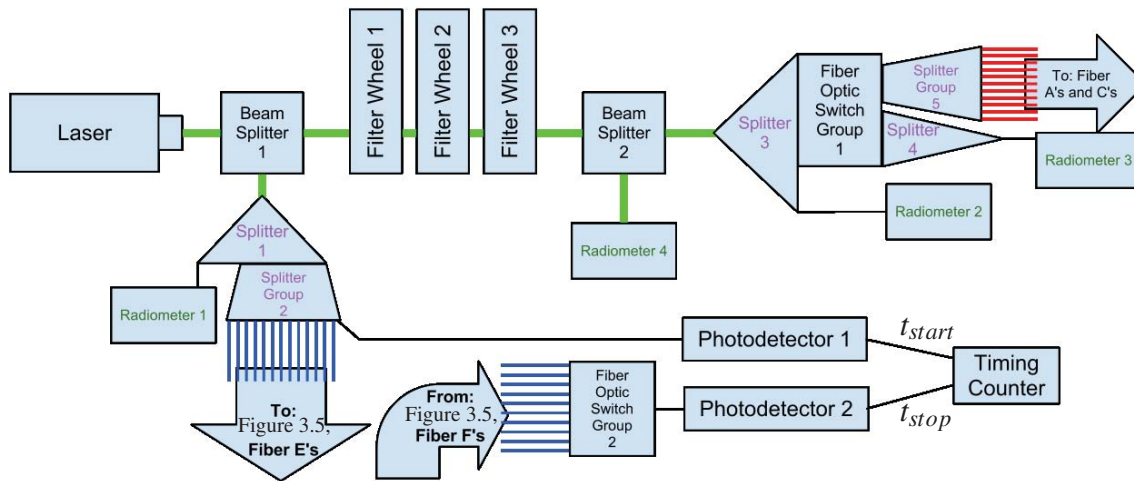 Laser
Beam
Splitter
1
Filter Wheel 1
Filter Wheel 2
Filter Wheel 3
Beam
Splitter
2
Splitter
3
Fiber
Optic
Switch
Group
1
Splitter
Group
5
Splitter
4
To: Fiber
A's and C's
Radiometer 3
Radiometer 2
Radiometer 4
Splitter
1
Splitter
Group
2
Radiometer 1
To:
Figure 3.5,
Fiber E's
From:
Figure 3.5,
Fiber F's
Fiber
Optic
Switch
Group
2
Photodetector 1
Photodetector 2
tstart
tstop
Timing
Counter